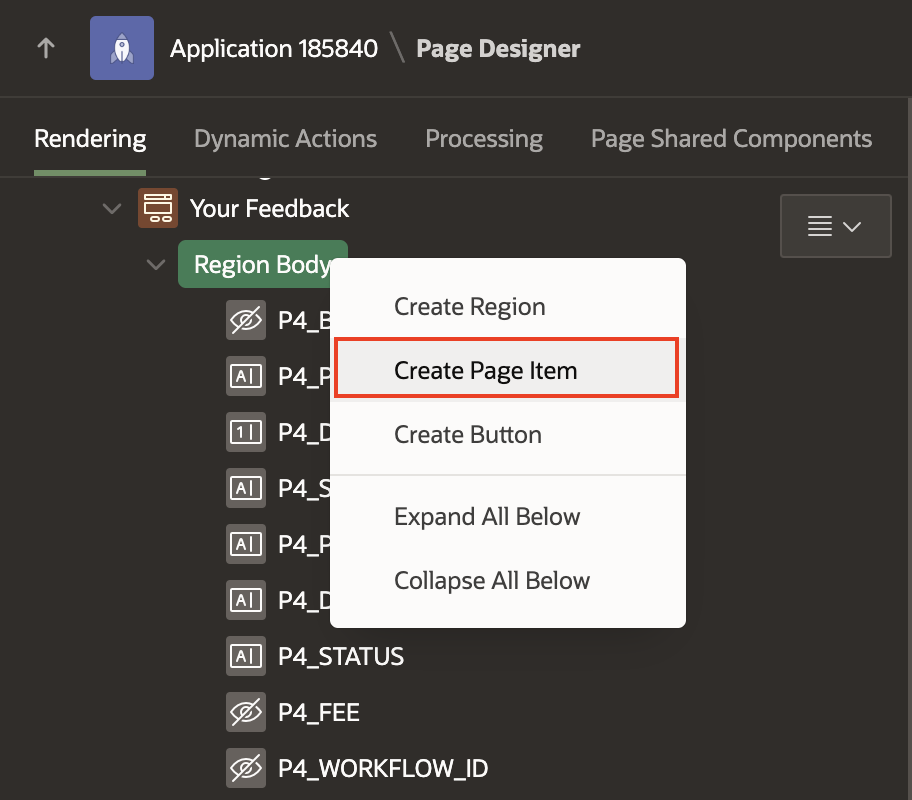 Application 185840 \ Page Designer
Rendering Dynamic Actions Processing Page Shared Components
Your Feedback
Region Body
Create Region
P4_
Create Page Item
P4_P
Create Button
P4_D
P4_S
Expand All Below
P4_P
Collapse All Below
P4_D
P4_STATUS
P4_FEE
P4_WORKFLOW_ID